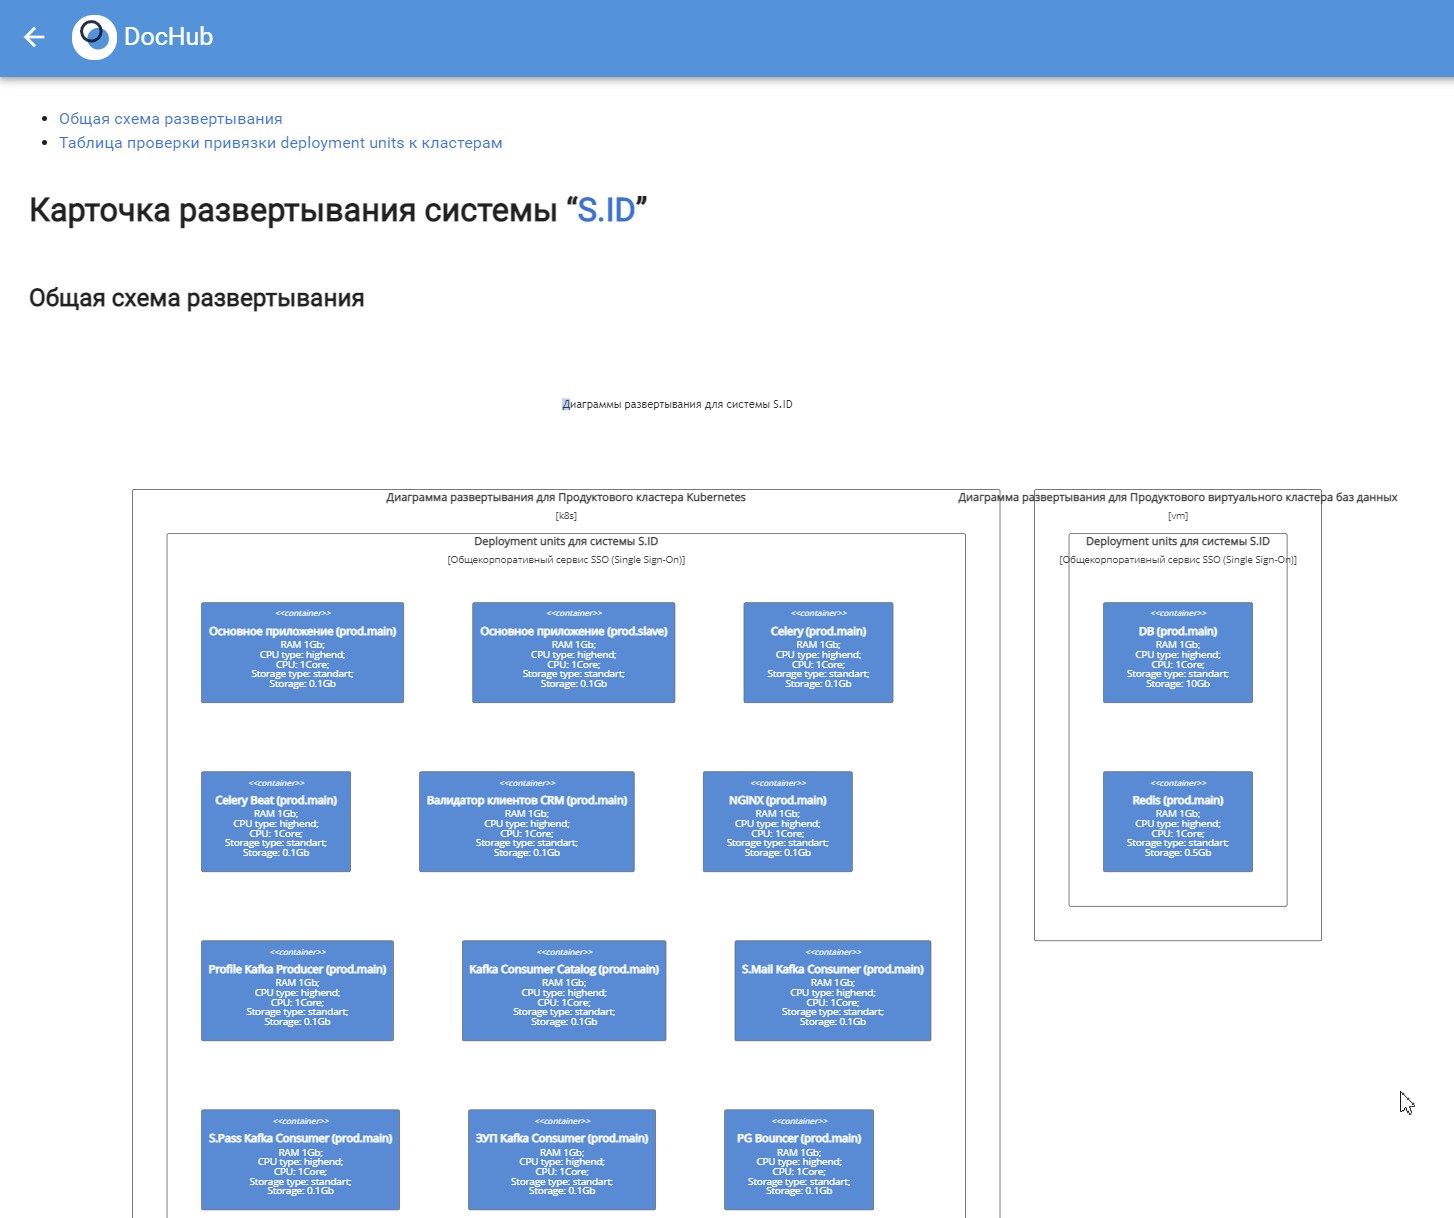 DocHub
Общая схема развертывания
Таблица проверки привязки deployment units к кластерам
Карточка развертывания системы “S.ID”
Общая схема развертывания
Диаграммы развертывания для системы S.ID
Диаграмма развертывания для Продуктового кластера Kubernetes
[k8s]
Deployment units для системы S.ID
[Общекорпоративный сервис SSO (Single Sign-On)]
<<container>>
Основное приложение (prod.main)
RAM 1Gb;
CPU type: highend;
CPU: 1Core;
Storage type: standart;
Storage: 0.1Gb
<<container>>
Основное приложение (prod.slave)
RAM 1Gb;
CPU type: highend;
CPU: 1Core;
Storage type: standart;
Storage: 0.1Gb
<<container>>
Celery (prod.main)
RAM 1Gb;
CPU type: highend;
CPU: 1Core;
Storage type: standart;
Storage: 0.1Gb
<<container>>
Celery Beat (prod.main)
RAM 1Gb;
CPU type: highend;
CPU: 1Core;
Storage type: standart;
Storage: 0.1Gb
<<container>>
Валидатор клиентов CRM (prod.main)
RAM 1Gb;
CPU type: highend;
CPU: 1Core;
Storage type: standart;
Storage: 0.1Gb
<<container>>
NGINX (prod.main)
RAM 1Gb;
CPU type: highend;
CPU: 1Core;
Storage type: standart;
Storage: 0.1Gb
<<container>>
Profile Kafka Producer (prod.main)
RAM 1Gb;
CPU type: highend;
CPU: 1Core;
Storage type: standart;
Storage: 0.1Gb
<<container>>
Kafka Consumer Catalog (prod.main)
RAM 1Gb;
CPU type: highend;
CPU: 1Core;
Storage type: standart;
Storage: 0.1Gb
<<container>>
S.Mail Kafka Consumer (prod.main)
RAM 1Gb;
CPU type: highend;
CPU: 1Core;
Storage type: standart;
Storage: 0.1Gb
<<container>>
S.Pass Kafka Consumer (prod.main)
RAM 1Gb;
CPU type: highend;
CPU: 1Core;
Storage type: standart;
Storage: 0.1Gb
<<container>>
ЗУП Kafka Consumer (prod.main)
RAM 1Gb;
CPU type: highend;
CPU: 1Core;
Storage type: standart;
Storage: 0.1Gb
<<container>>
PG Bouncer (prod.main)
RAM 1Gb;
CPU type: highend;
CPU: 1Core;
Storage type: standart;
Storage: 0.1Gb
Диаграмма развертывания для Продуктового виртуального кластера баз данных
[vm]
Deployment units для системы S.ID
[Общекорпоративный сервис SSO (Single Sign-On)]
<<container>>
DB (prod.main)
RAM 1Gb;
CPU type: highend;
CPU: 1Core;
Storage type: standart;
Storage: 10Gb
<<container>>
Redis (prod.main)
RAM 1Gb;
CPU type: highend;
CPU: 1Core;
Storage type: standart;
Storage: 0.5Gb